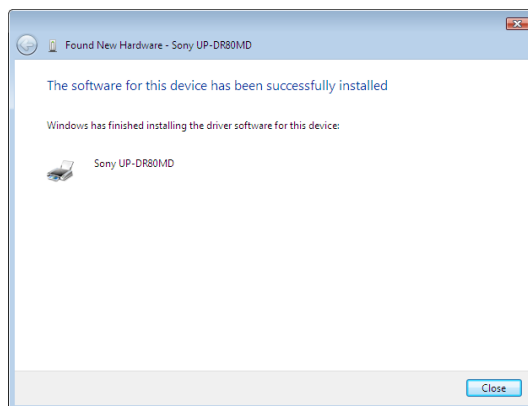 Found New Hardware - Sony UP-DR80MD
The software for this device has been successfully installed
Windows has finished installing the driver software for this device:
Sony UP-DR80MD
Close